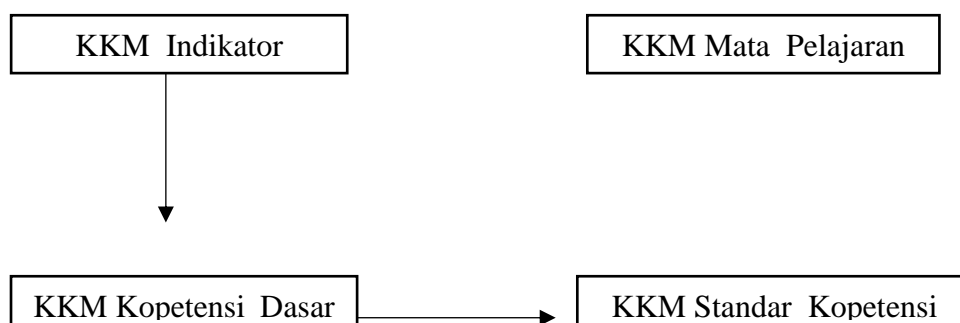 KKM Indikator
KKM Mata Pelajaran
KKM Kopetensi Dasar
KKM Standar Kopetensi